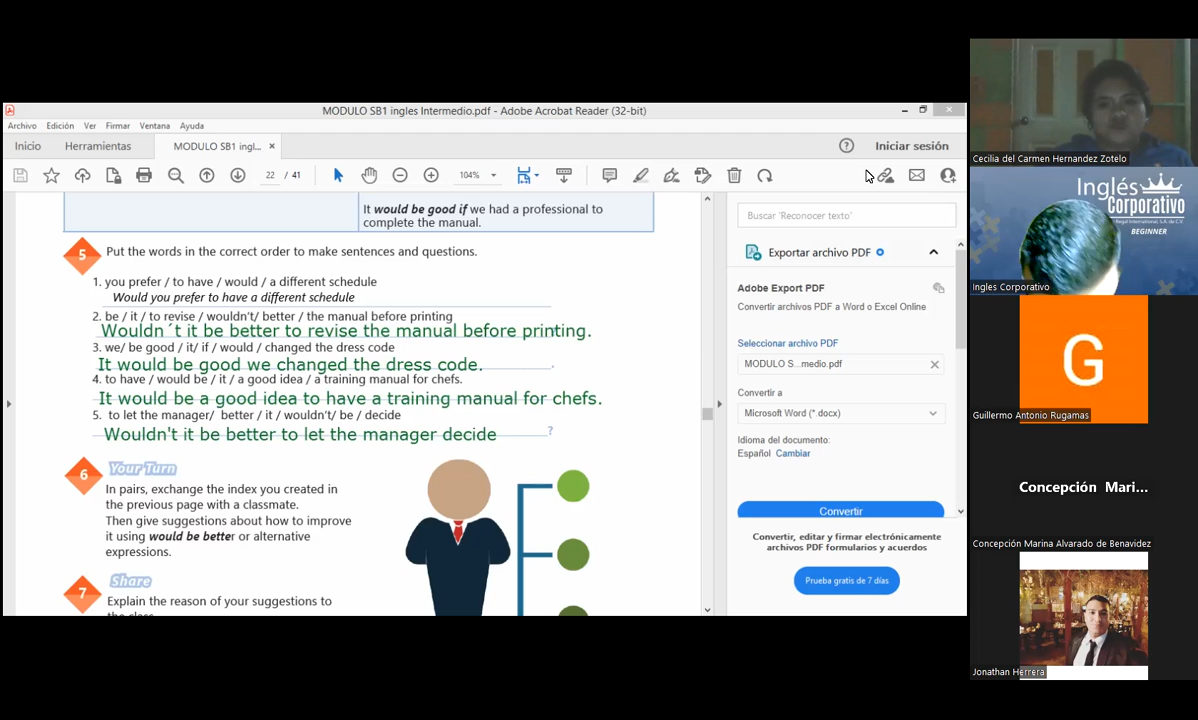 MODULO SB1 ingles Intermedio.pdf - Adobe Acrobat Reader (32-bit)
Archivo Edición Ver Firmar Ventana Ayuda
Inicio Herramientas MODULO SB1 ingl... × Iniciar sesión
22 / 41 104%
It would be good if we had a professional to
complete the manual.
5 Put the words in the correct order to make sentences and questions.
1. you prefer / to have / would / a different schedule
Would you prefer to have a different schedule
2. be / it / to revise / wouldn't/ better / the manual before printing
Wouldn´t it be better to revise the manual before printing.
3. we/ be good / it/ if / would / changed the dress code
It would be good we changed the dress code. .
4. to have / would be / it / a good idea / a training manual for chefs.
It would be a good idea to have a training manual for chefs.
5. to let the manager/ better / it / wouldn't/ be / decide
Wouldn't it be better to let the manager decide ?
6 Your Turn
In pairs, exchange the index you created in
the previous page with a classmate.
Then give suggestions about how to improve
it using would be better or alternative
expressions.
7 Share
Explain the reason of your suggestions to
the class
Buscar 'Reconocer texto'
Exportar archivo PDF
Adobe Export PDF
Convertir archivos PDF a Word o Excel Online
Seleccionar archivo PDF
MODULO S...medio.pdf
Convertir a
Microsoft Word (*.docx)
Idioma del documento:
Español Cambiar
Convertir
Convertir, editar y firmar electrónicamente
archivos PDF formularios y acuerdos
Prueba gratis de 7 días
Cecilia del Carmen Hernandez Zotelo
Inglés
Corporativo
Regal International, S.A. de C.V.
BEGINNER
Ingles Corporativo
G
Guillermo Antonio Rugamas
Concepción Mari...
Concepción Marina Alvarado de Benavidez
Jonathan Herrera